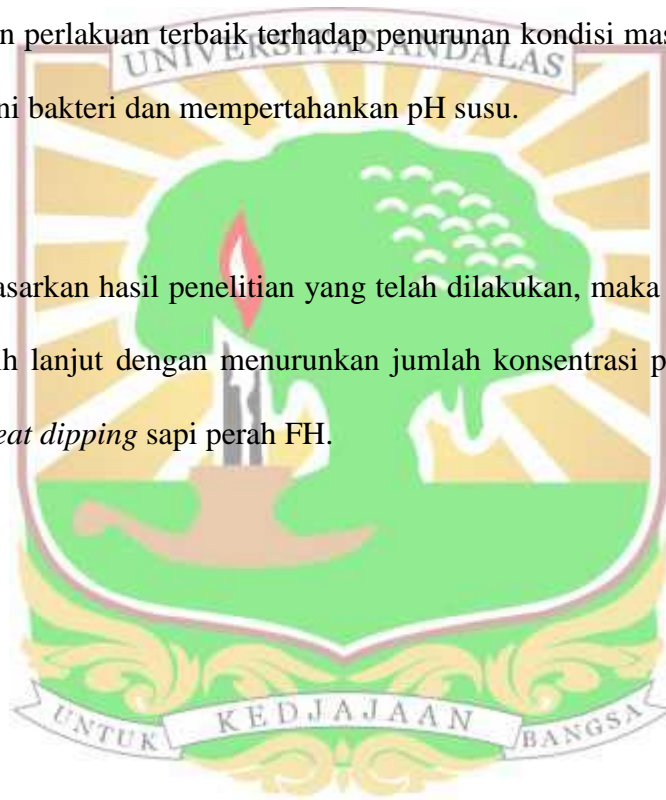 n perlakuan terbaik terhadap penurunan kondisi mas
UNIVERSITAS ANDALAS
ni bakteri dan mempertahankan pH susu.
asarkan hasil penelitian yang telah dilakukan, maka
ih lanjut dengan menurunkan jumlah konsentrasi p
eat dipping sapi perah FH.
UNTUK KEDJAJAAN BANGSA